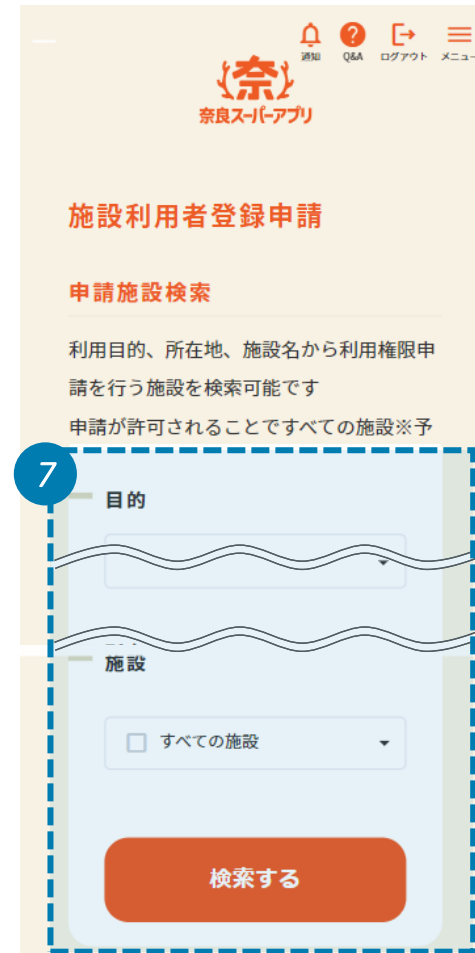 通知 Q&A ログアウト メニュー
奈
奈良スーパーアプリ
施設利用者登録申請
申請施設検索
利用目的、所在地、施設名から利用権限申
請を行う施設を検索可能です
申請が許可されることですべての施設※予
7
目的
施設
すべての施設
検索する